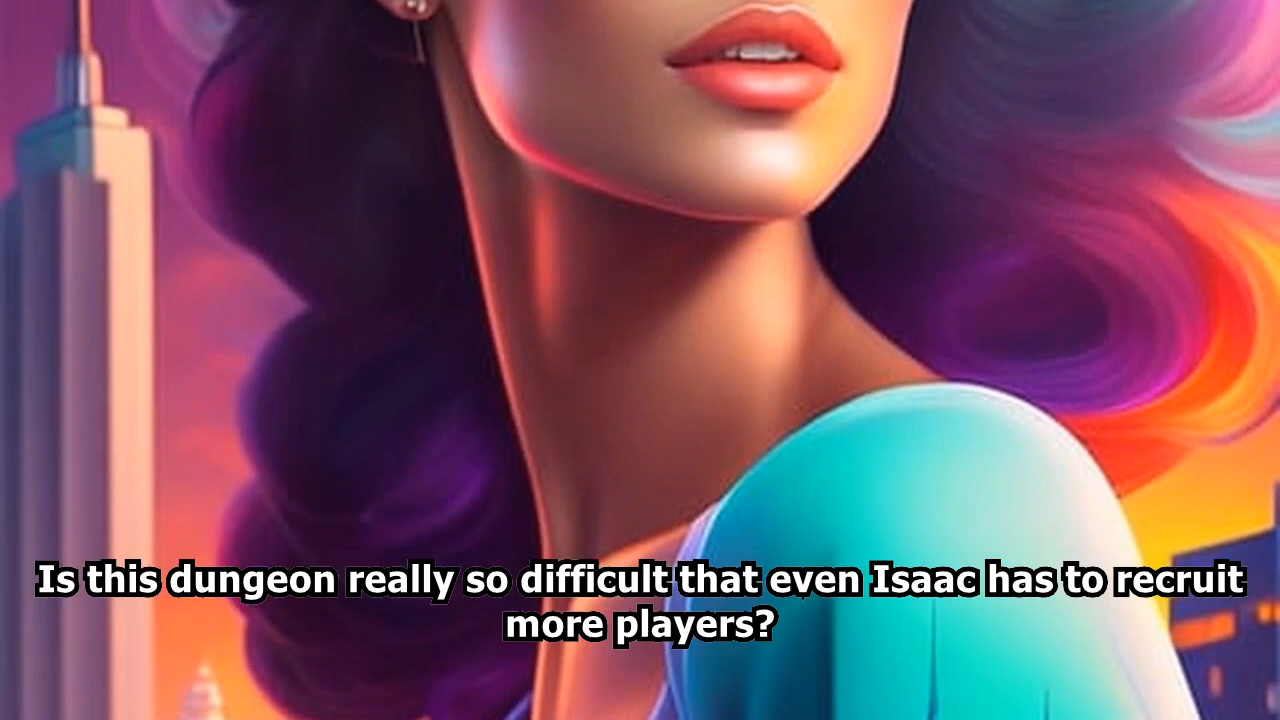 Is this dungeon really so difficult that even Isaac has to recruit
more players?